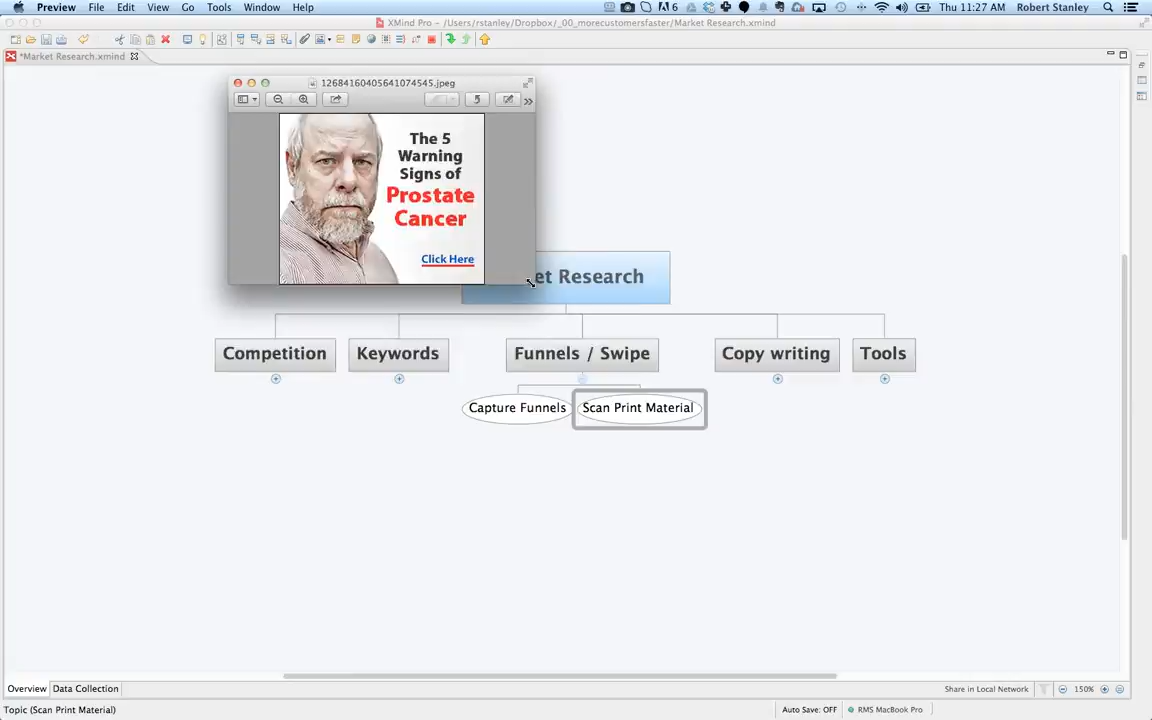 Preview File Edit View Go Tools Window Help
6
Thu 11:27 AM Robert Stanley
XMind Pro – /Users/rstanley/Dropbox/_00_morecustomersfaster/Market Research.xmind
*Market Research.xmind
12684160405641074545.jpeg
The 5
Warning
Signs of
Prostate
Cancer
Click Here
et Research
Competition
Keywords
Funnels / Swipe
Copy writing
Tools
Capture Funnels
Scan Print Material
Overview
Data Collection
Share in Local Network
150%
Topic (Scan Print Material)
Auto Save: OFF
RMS MacBook Pro